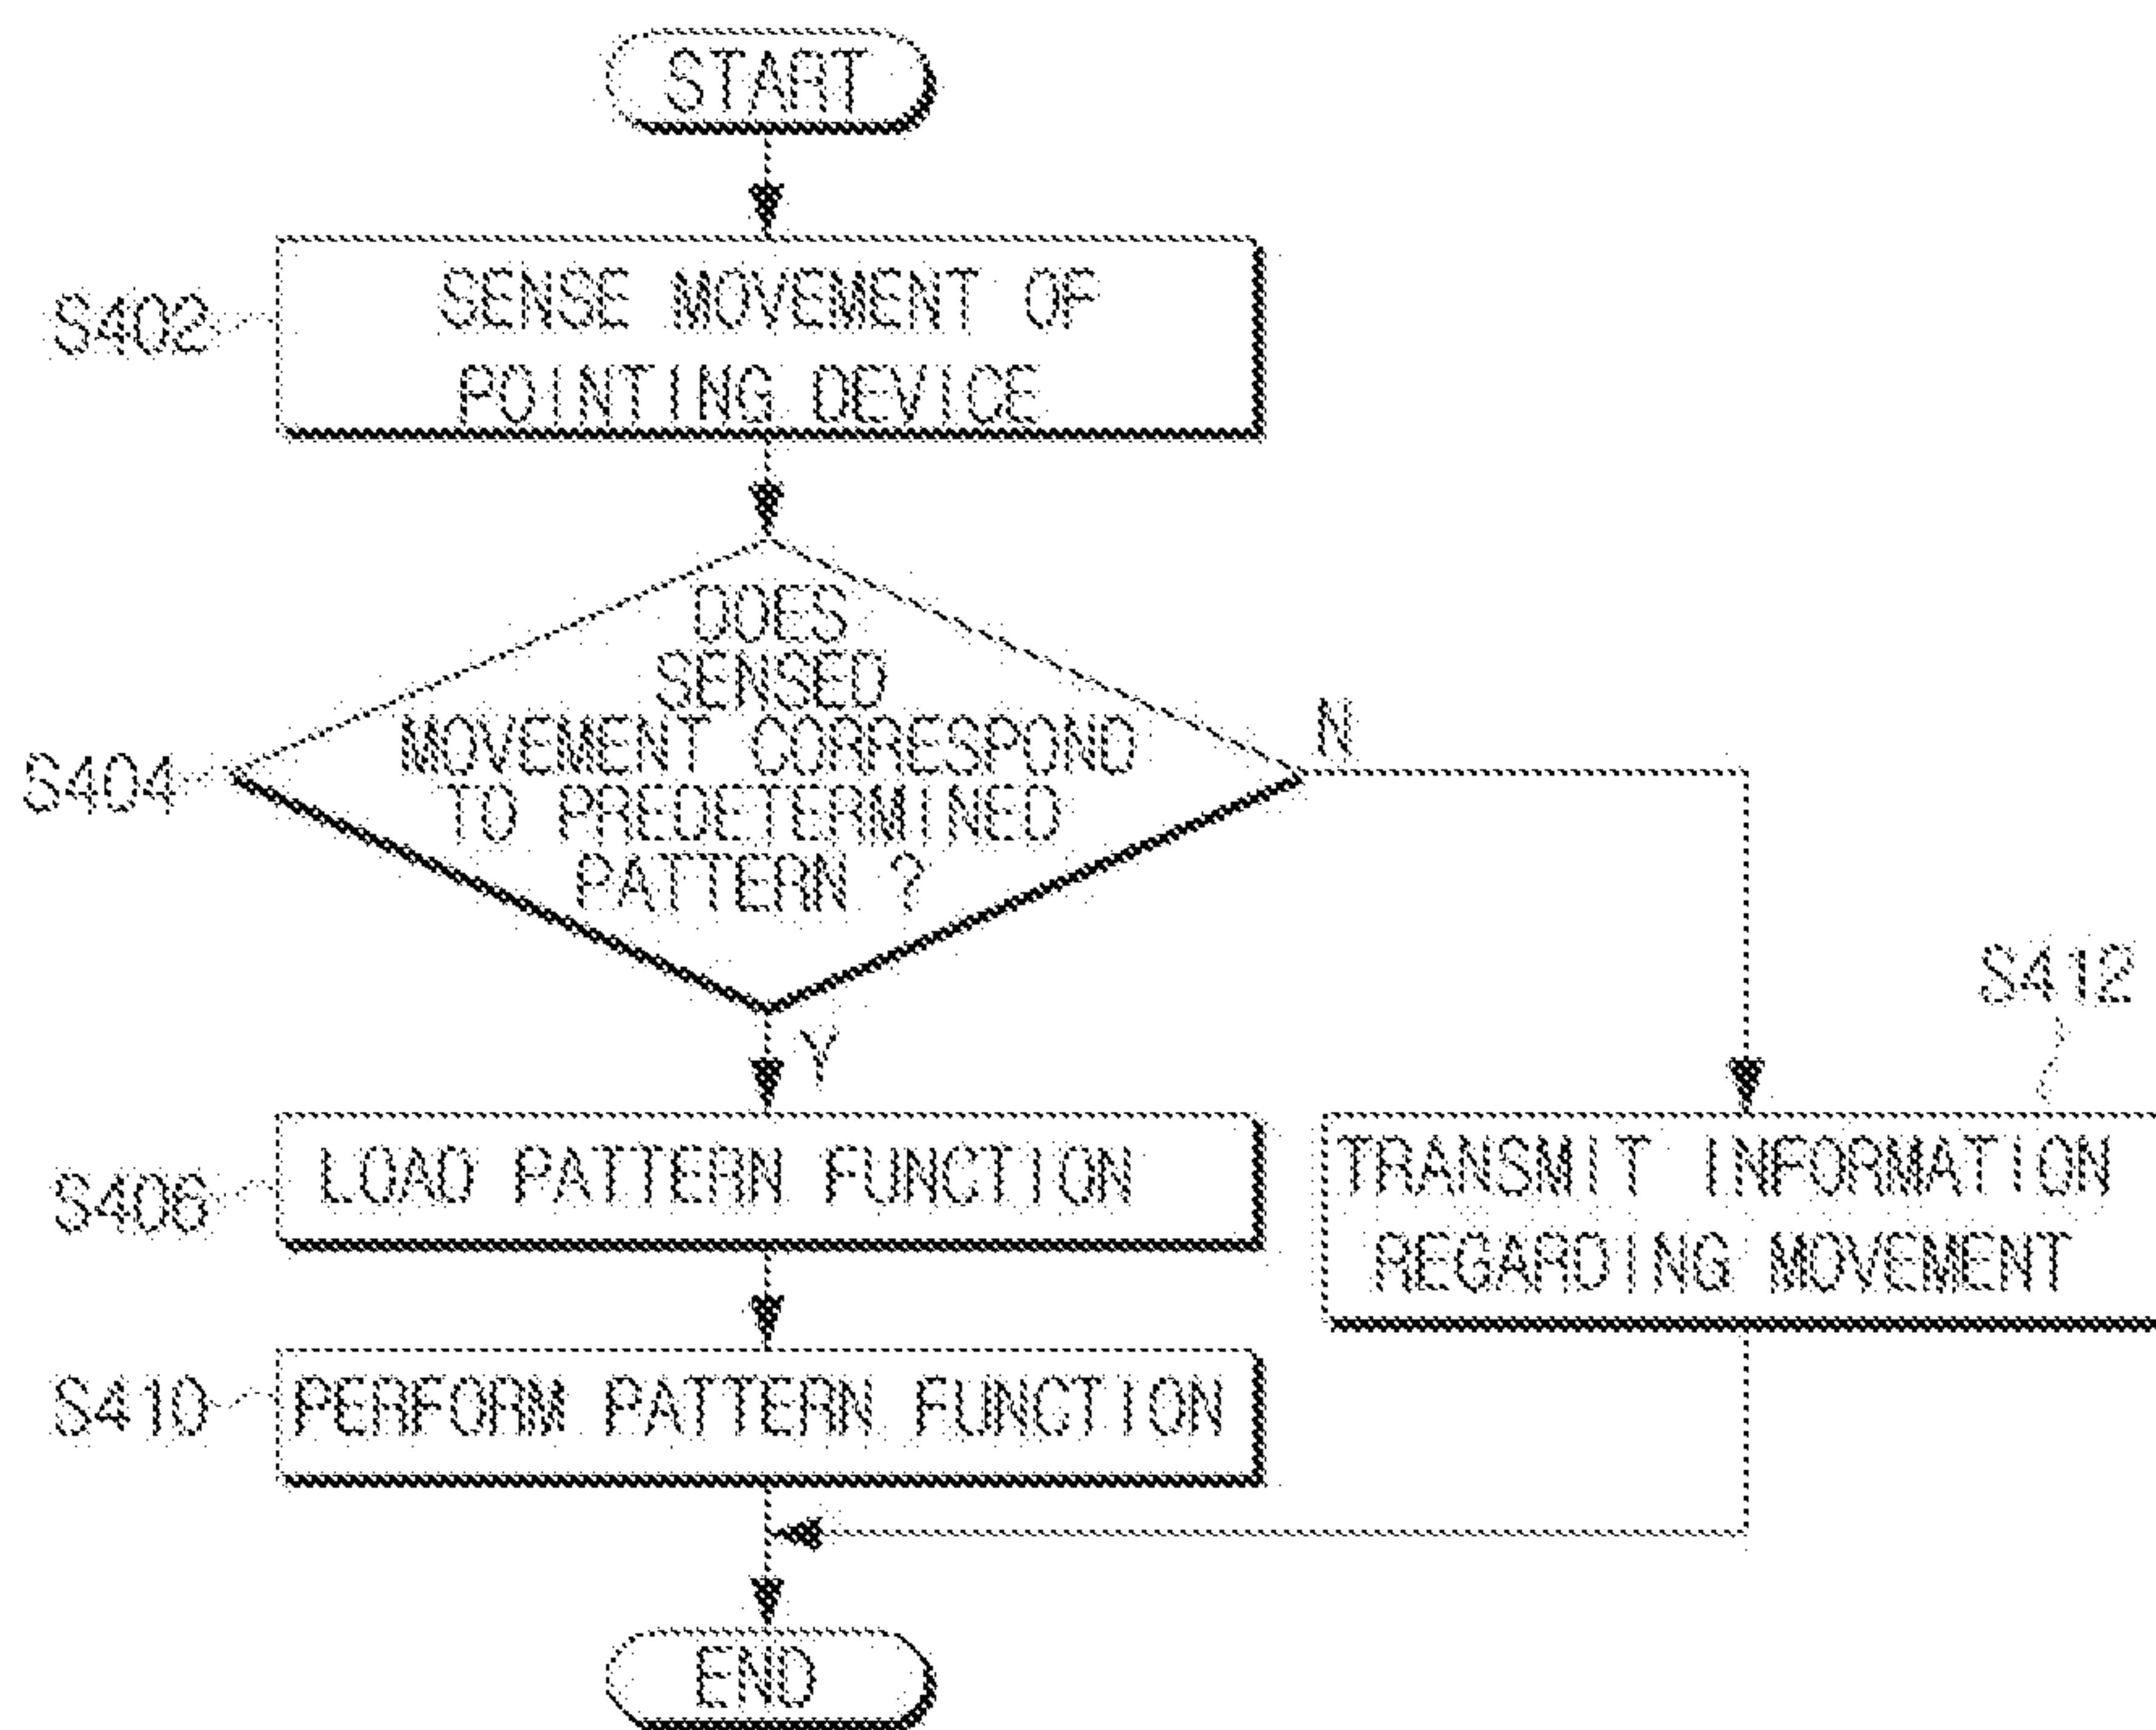 START
S402
SENSE MOVEMENT OF
POINTING DEVICE
S404
DOES
SENSED
MOVEMENT CORRESPOND
TO PREDETERMINED
PATTERN ?
N
Y
S406
LOAD PATTERN FUNCTION
S412
TRANSMIT INFORMATION
REGARDING MOVEMENT
S410
PERFORM PATTERN FUNCTION
END